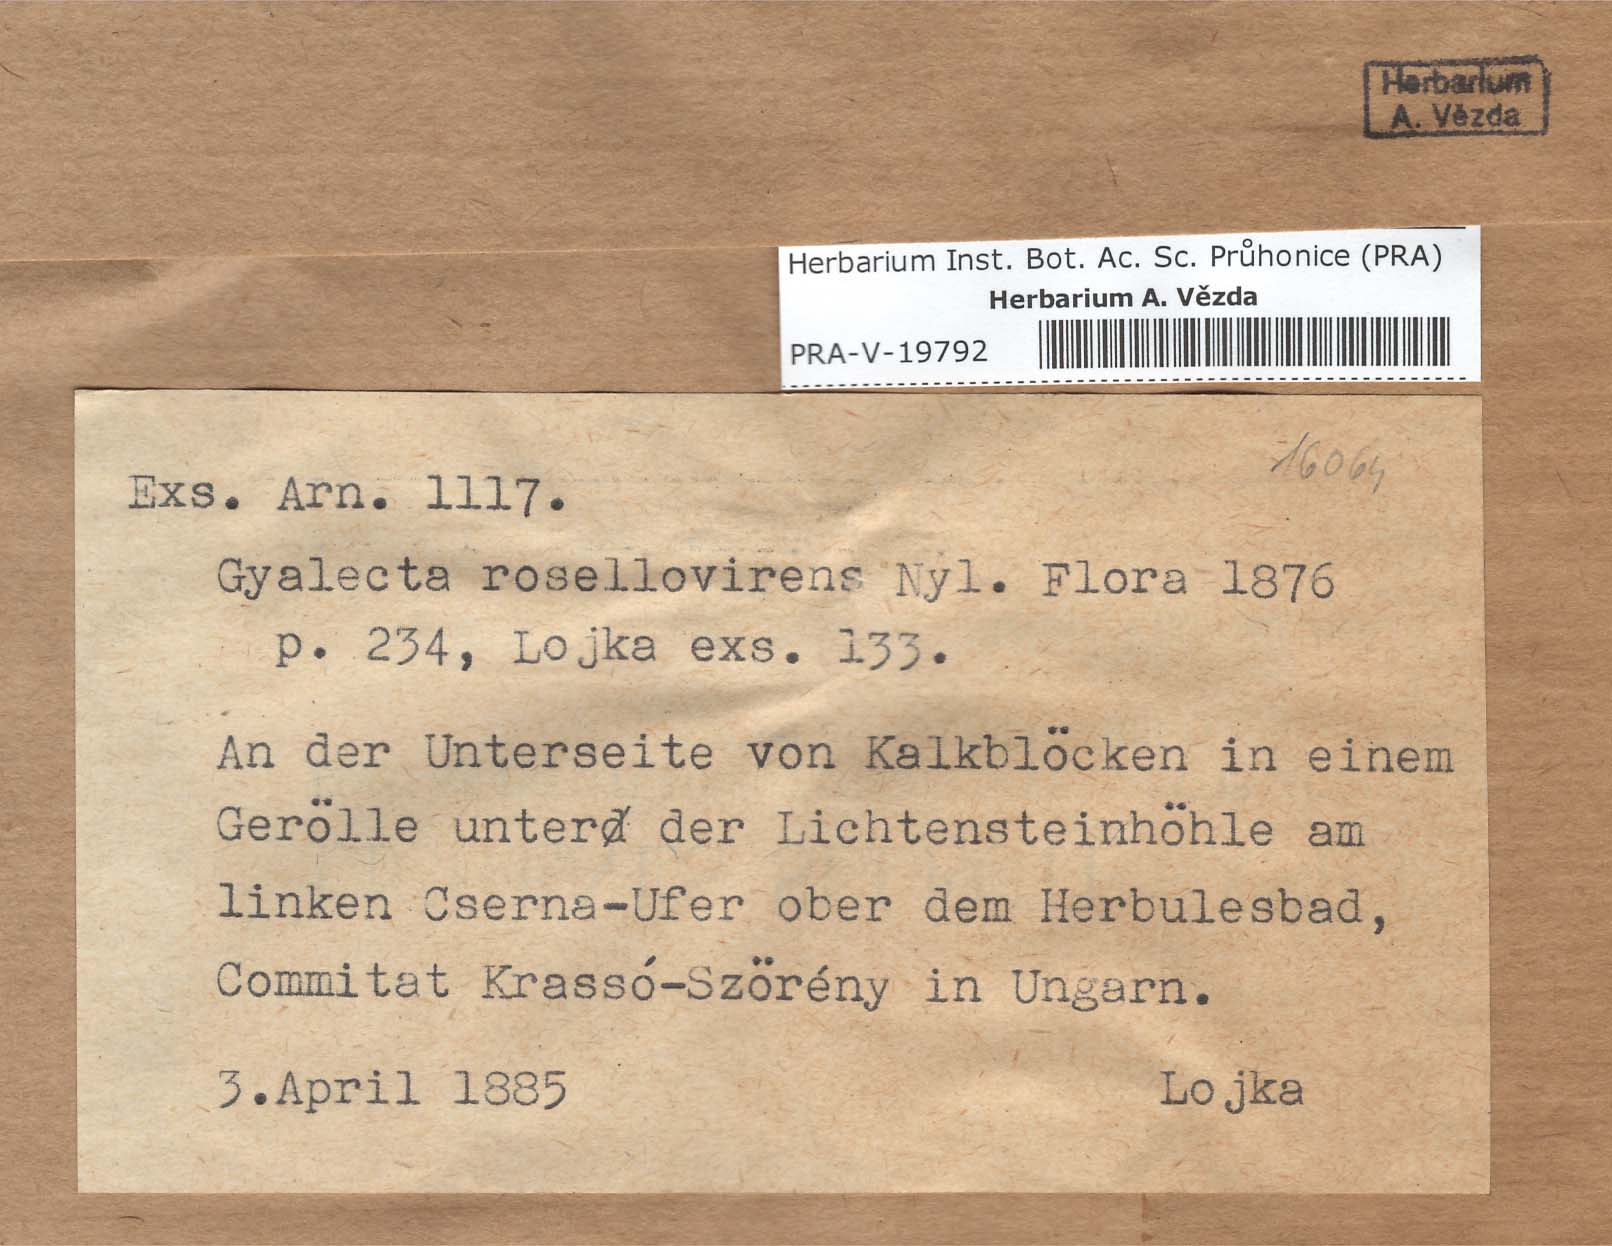 Herbarium
A. Vězda
Herbarium Inst. Bot. Ac. Sc. Průhonice (PRA)
Herbarium A. Vězda
PRA-V-19792
16064
Exs. Arn. 1117.
Gyalecta rosellovirens Nyl. Flora 1876
p. 234, Lojka exs. 133.
An der Unterseite von Kalkblöcken in einem
Gerölle unter der Lichtensteinhöhle am
linken Cserna-Ufer ober dem Herbulesbad,
Commitat Krassó-Szörény in Ungarn.
3.April 1885 Lojka